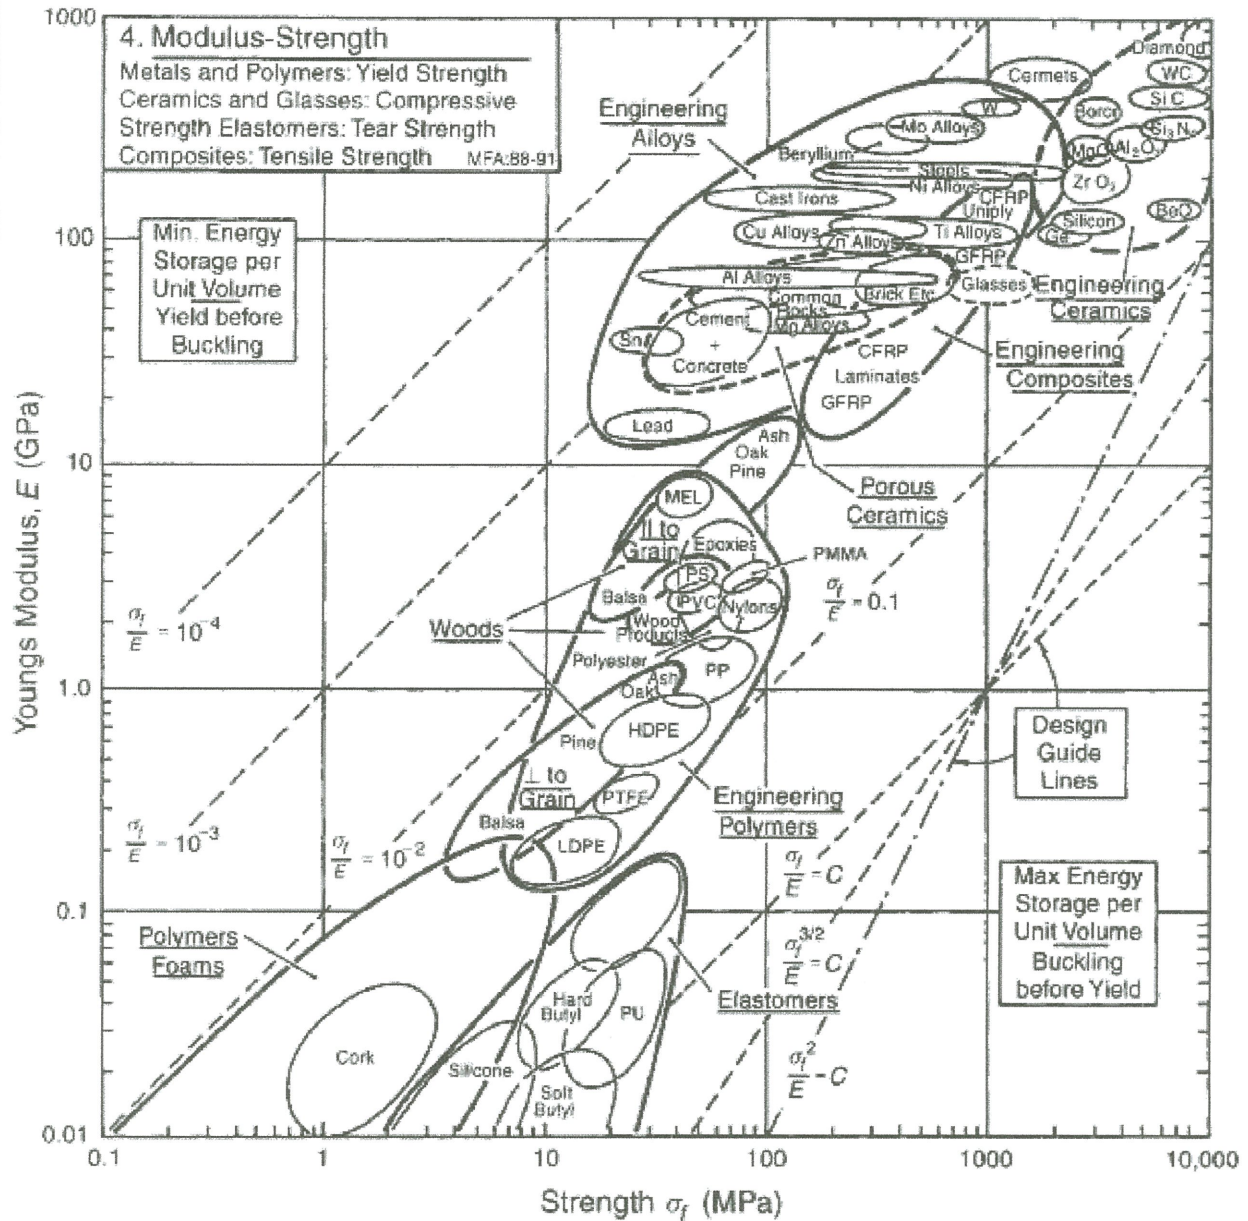 1000
4. Modulus-Strength
Metals and Polymers: Yield Strength
Ceramics and Glasses: Compressive
Strength Elastomers: Tear Strength
Composites: Tensile Strength MFA:88-91
Engineering
Alloys
Diamond
Cermets
WC
W
Boron
Si C
Mo Alloys
Si₃N₄
Beryllium
MgO
Al₂O₃
Steels
Ni Alloys
Zr O₂
Cast Irons
CFRP
Uniply
BeO
Silicon
Cu Alloys
Zn Alloys
Ti Alloys
Ge
100
Min. Energy
Storage per
Unit Volume
Yield before
Buckling
GFRP
Al Alloys
Brick Etc
Glasses
Engineering
Ceramics
Common
Rocks
Mg Alloys
Cement
+
Concrete
Sn
CFRP
Laminates
GFRP
Engineering
Composites
Lead
Ash
Oak
Pine
10
MEL
Porous
Ceramics
|| to
Grain
Epoxies
PMMA
PS
Balsa
PVC
Nylons
σf/E = 0.1
σf/E = 10⁻⁴
Woods
Wood
Products
Polyester
PP
Ash
Oak
1.0
HDPE
Pine
Design
Guide
Lines
⊥ to
Grain
PTFE
Engineering
Polymers
Balsa
LDPE
σf/E = 10⁻³
σf/E = 10⁻²
σf/E = C
Max Energy
Storage per
Unit Volume
Buckling
before Yield
0.1
Polymers
Foams
σf^3/2/E = C
Elastomers
Hard
Butyl
PU
Cork
Silicone
Soft
Butyl
σf²/E = C
0.01
0.1 1 10 100 1000 10,000
Youngs Modulus, E (GPa)
Strength σf (MPa)